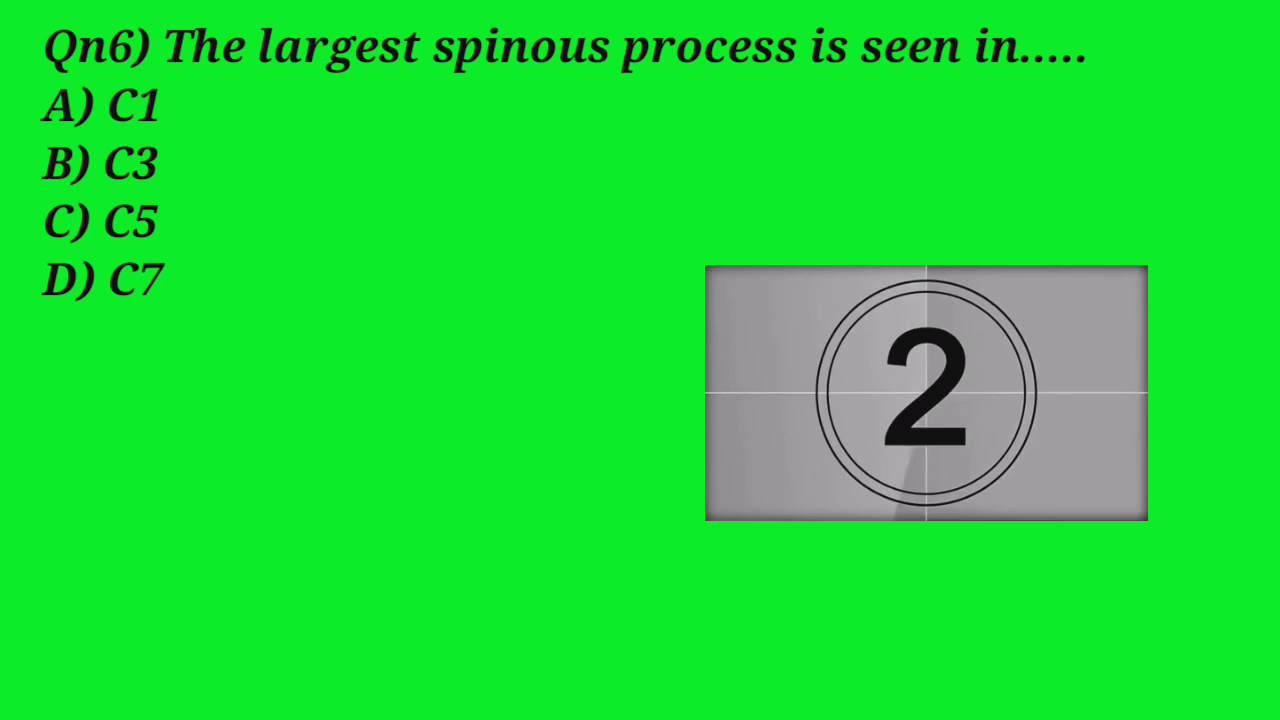 Qn6) The largest spinous process is seen in.....
A) C1
B) C3
C) C5
D) C7
2